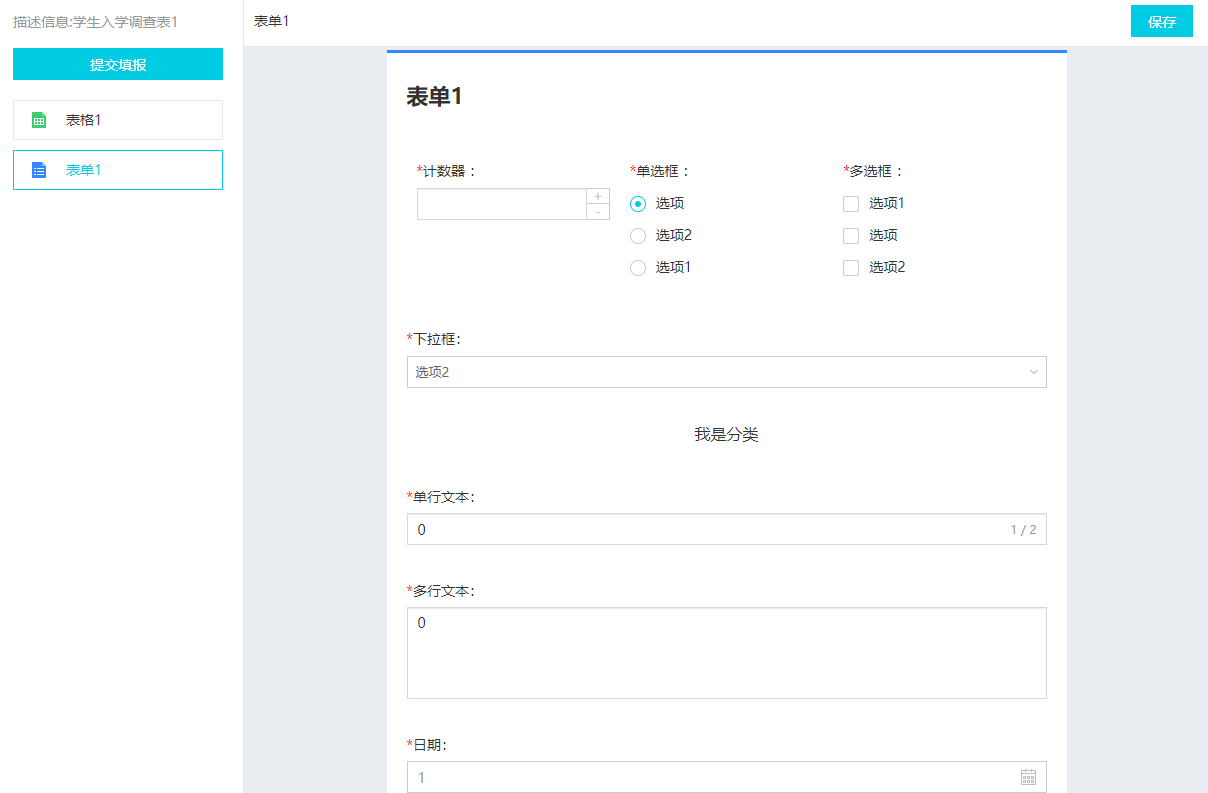 描述信息:学生入学调查表1
提交填报
表格1
表单1
表单1
保存
表单1
*计数器：
+
-
*单选框：
选项
选项2
选项1
*多选框：
选项1
选项
选项2
*下拉框：
选项2
我是分类
*单行文本：
0
1 / 2
*多行文本：
0
*日期：
1